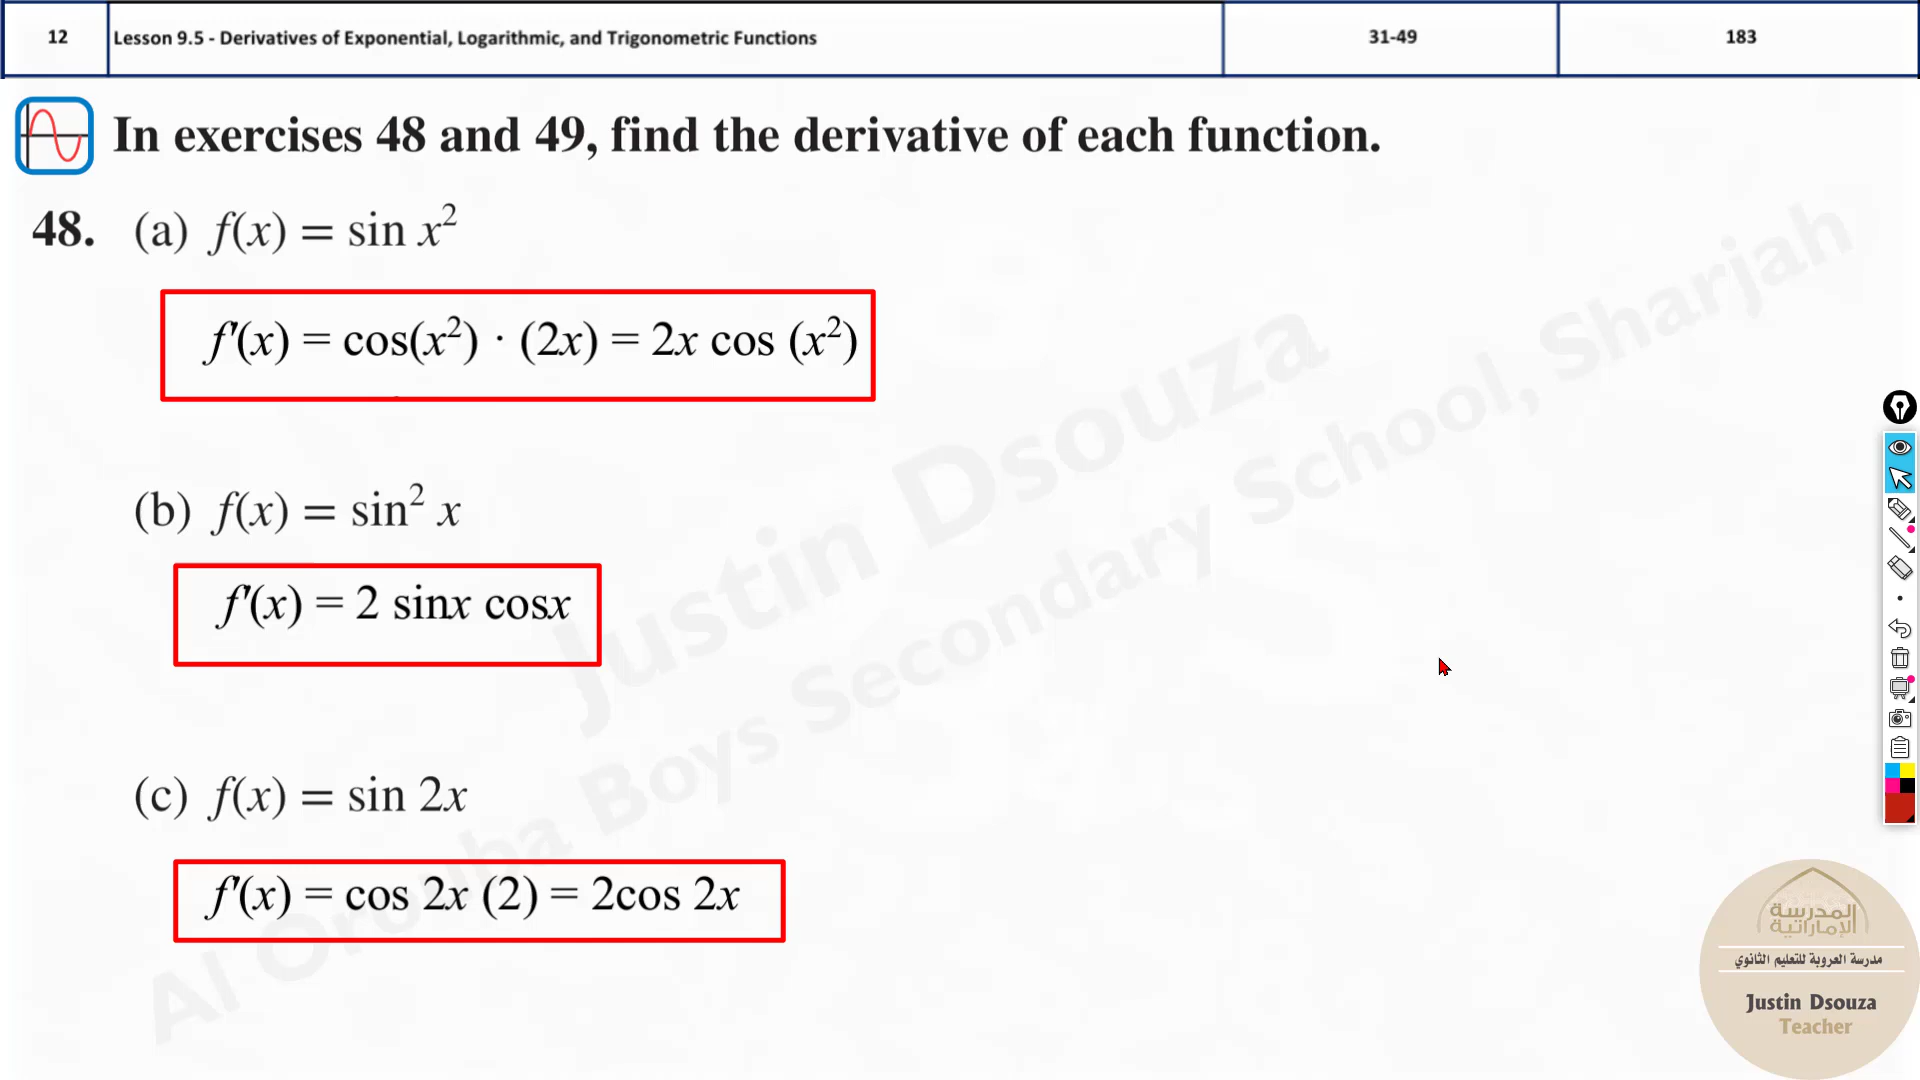 12 Lesson 9.5 - Derivatives of Exponential, Logarithmic, and Trigonometric Functions 31-49 183
In exercises 48 and 49, find the derivative of each function.
48. (a) f(x) = sin x²
f'(x) = cos(x²) · (2x) = 2x cos (x²)
(b) f(x) = sin² x
f'(x) = 2 sinx cosx
(c) f(x) = sin 2x
f'(x) = cos 2x (2) = 2cos 2x
Justin Dsouza
Al Orouba Boys Secondary School, Sharjah
المدرسة
الإماراتية
مدرسة العروبة للتعليم الثانوي
Justin Dsouza
Teacher